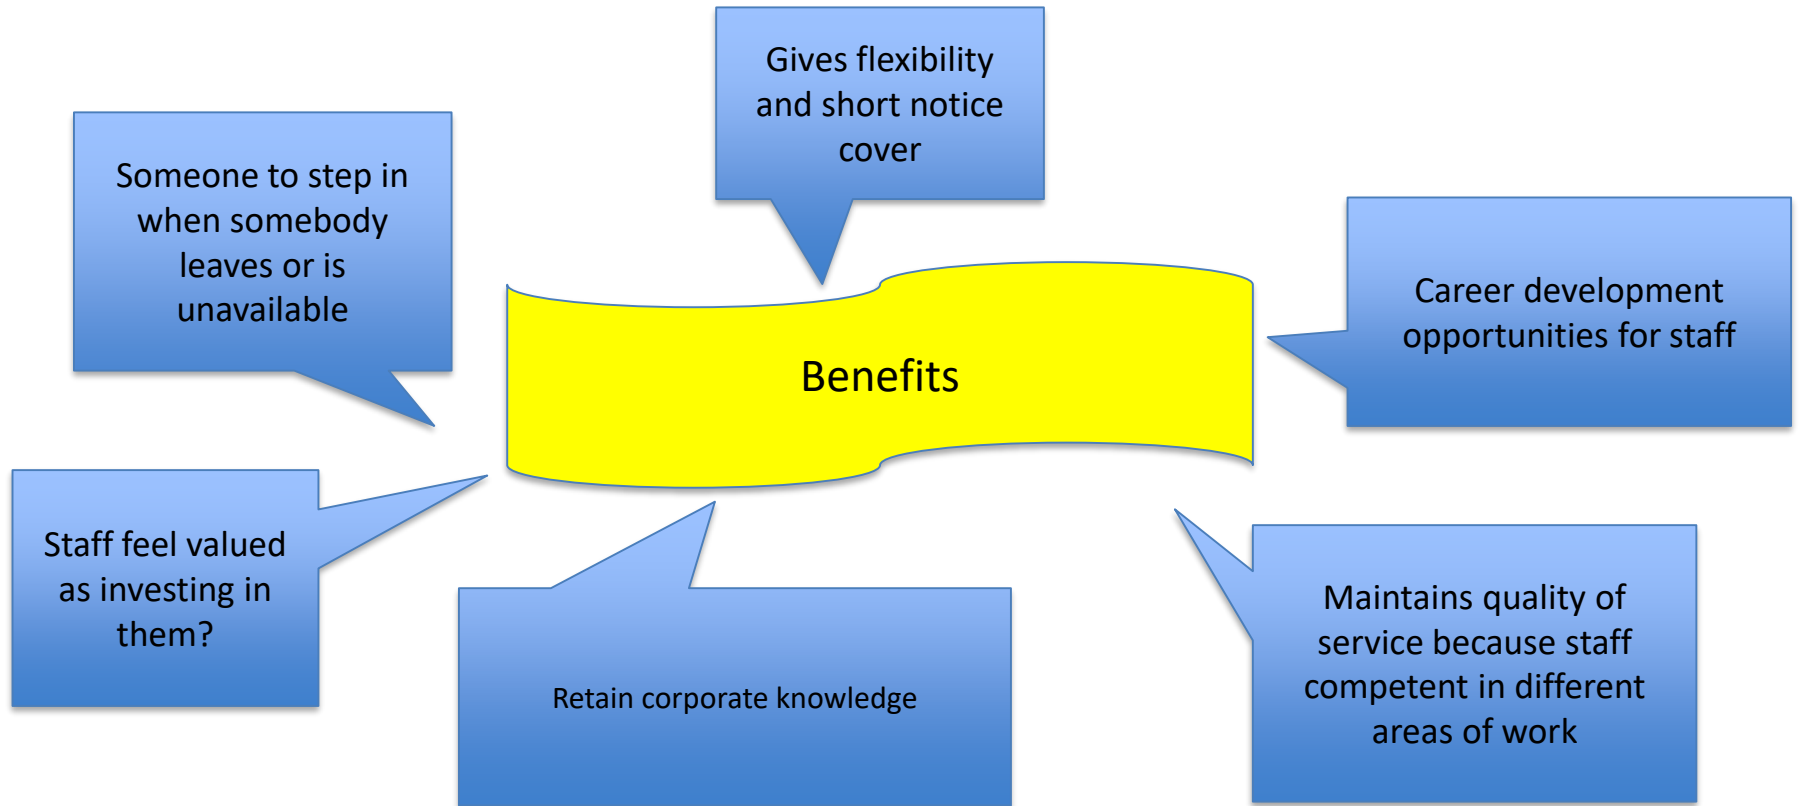 Gives flexibility
and short notice
cover
Someone to step in
when somebody
leaves or is
unavailable
Career development
opportunities for staff
Benefits
Staff feel valued
as investing in
them?
Retain corporate knowledge
Maintains quality of
service because staff
competent in different
areas of work